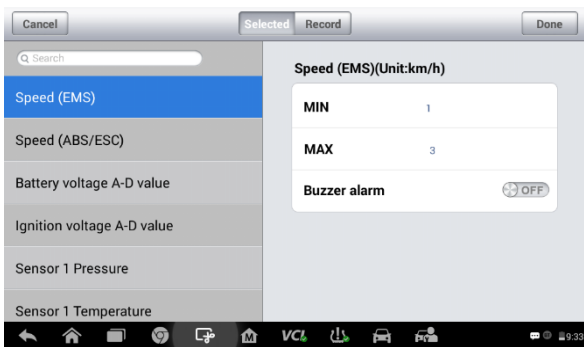 Cancel
Selected Record
Done
Search
Speed (EMS)
Speed (ABS/ESC)
Battery voltage A-D value
Ignition voltage A-D value
Sensor 1 Pressure
Sensor 1 Temperature
Speed (EMS)(Unit:km/h)
MIN 1
MAX 3
Buzzer alarm OFF
M VCI 9:33